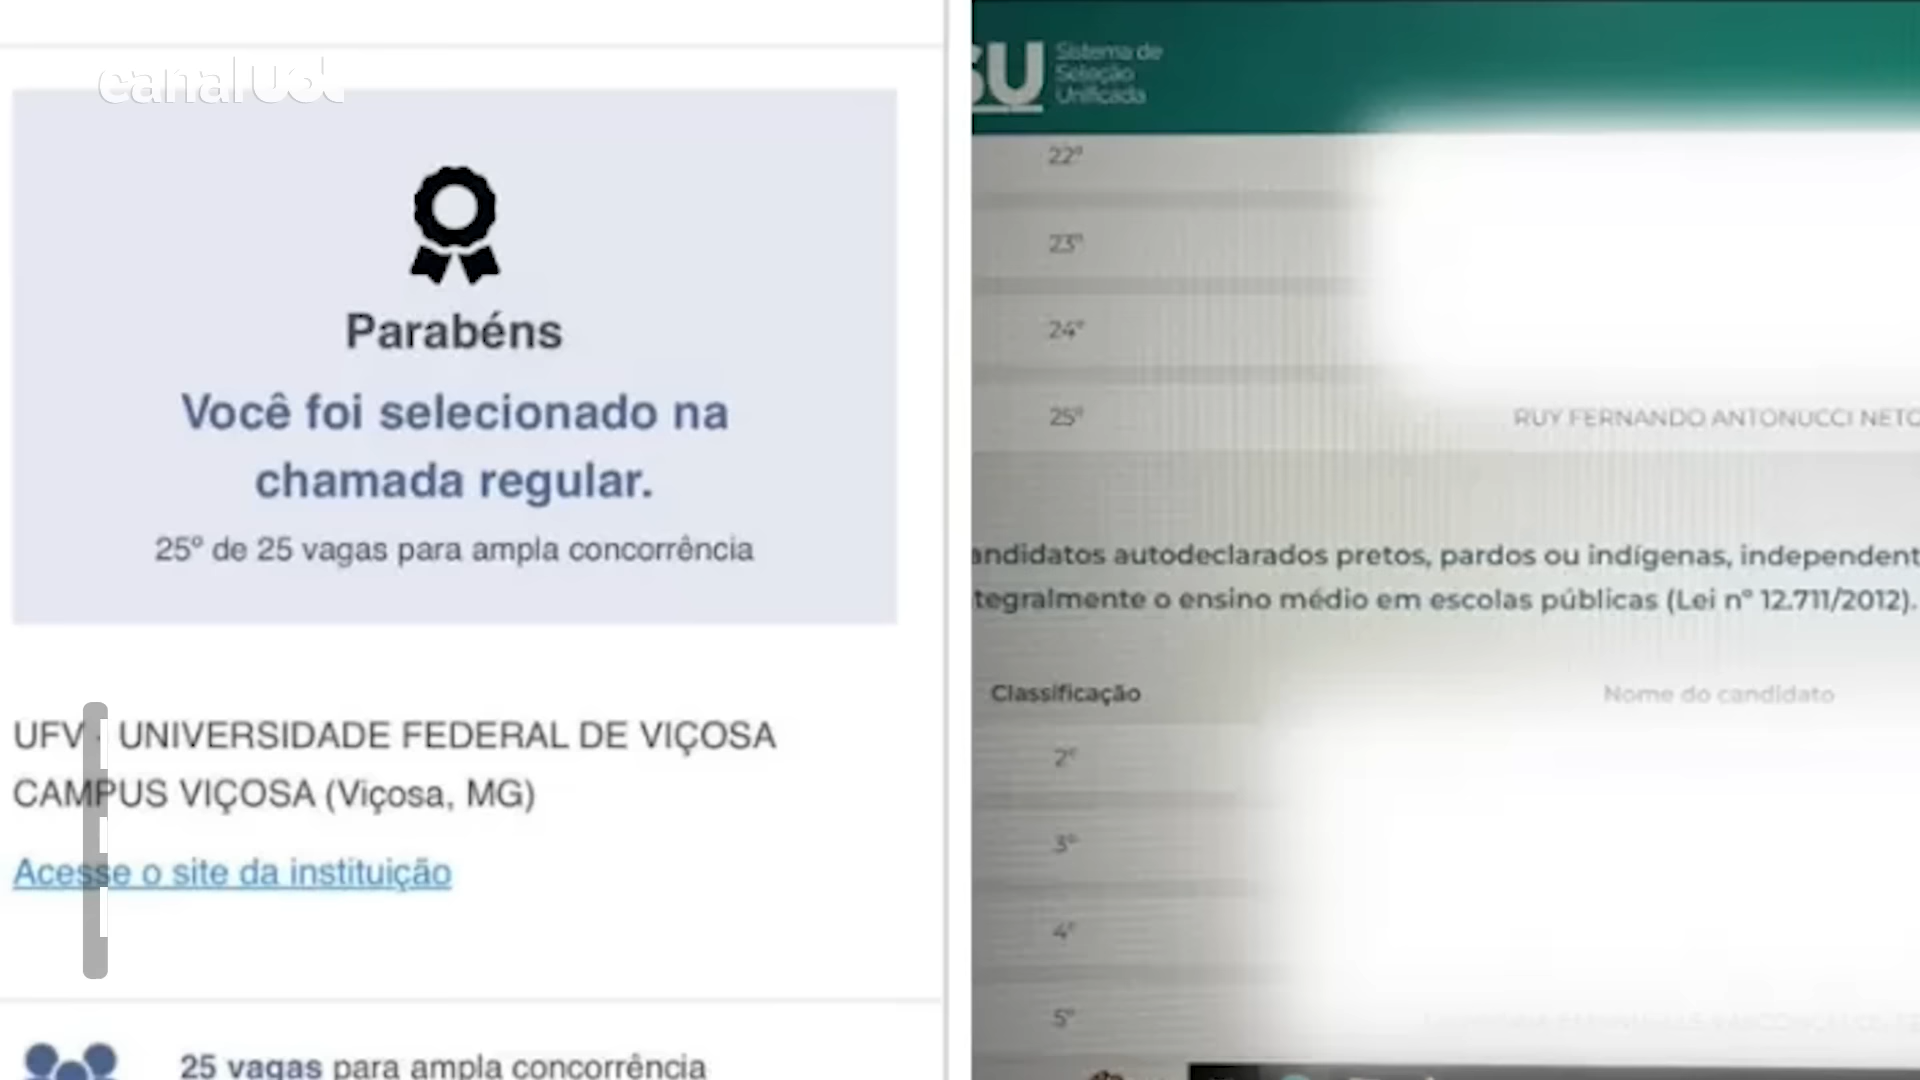 canal UOL
Parabéns
Você foi selecionado na
chamada regular.
25º de 25 vagas para ampla concorrência
UFV - UNIVERSIDADE FEDERAL DE VIÇOSA
CAMPUS VIÇOSA (Viçosa, MG)
Acesse o site da instituição
25 vagas para ampla concorrência
SU
Sistema de
Seleção
Unificada
22º
23º
24º
25º RUY FERNANDO ANTONUCCI NETO
andidatos autodeclarados pretos, pardos ou indígenas, independent
tegralmente o ensino médio em escolas públicas (Lei nº 12.711/2012).
Classificação Nome do candidato
2º
3º
4º
5º